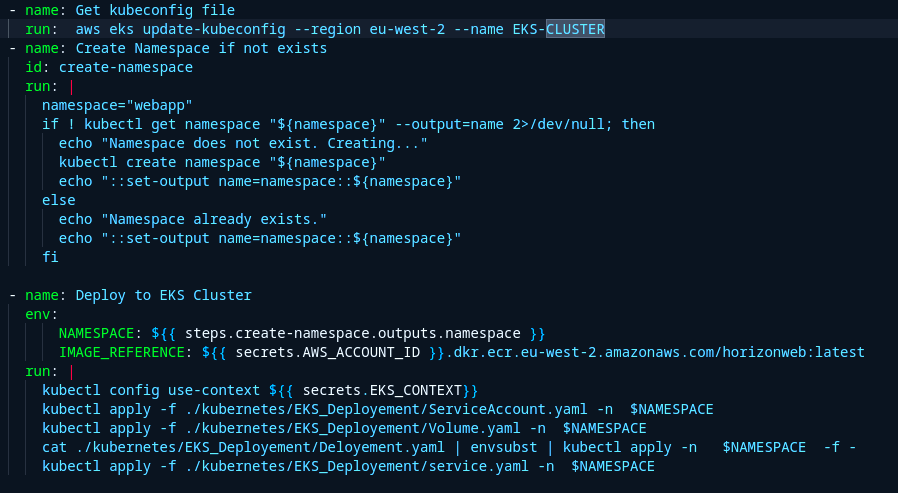 - name: Get kubeconfig file
  run:  aws eks update-kubeconfig --region eu-west-2 --name EKS-CLUSTER
- name: Create Namespace if not exists
  id: create-namespace
  run: |
    namespace="webapp"
    if ! kubectl get namespace "${namespace}" --output=name 2>/dev/null; then
      echo "Namespace does not exist. Creating..."
      kubectl create namespace "${namespace}"
      echo "::set-output name=namespace::${namespace}"
    else
      echo "Namespace already exists."
      echo "::set-output name=namespace::${namespace}"
    fi

- name: Deploy to EKS Cluster
  env:
      NAMESPACE: ${{ steps.create-namespace.outputs.namespace }}
      IMAGE_REFERENCE: ${{ secrets.AWS_ACCOUNT_ID }}.dkr.ecr.eu-west-2.amazonaws.com/horizonweb:latest
  run: |
    kubectl config use-context ${{ secrets.EKS_CONTEXT}}
    kubectl apply -f ./kubernetes/EKS_Deployement/ServiceAccount.yaml -n  $NAMESPACE
    kubectl apply -f ./kubernetes/EKS_Deployement/Volume.yaml -n  $NAMESPACE
    cat ./kubernetes/EKS_Deployement/Deloyement.yaml | envsubst | kubectl apply -n   $NAMESPACE  -f -
    kubectl apply -f ./kubernetes/EKS_Deployement/service.yaml -n  $NAMESPACE